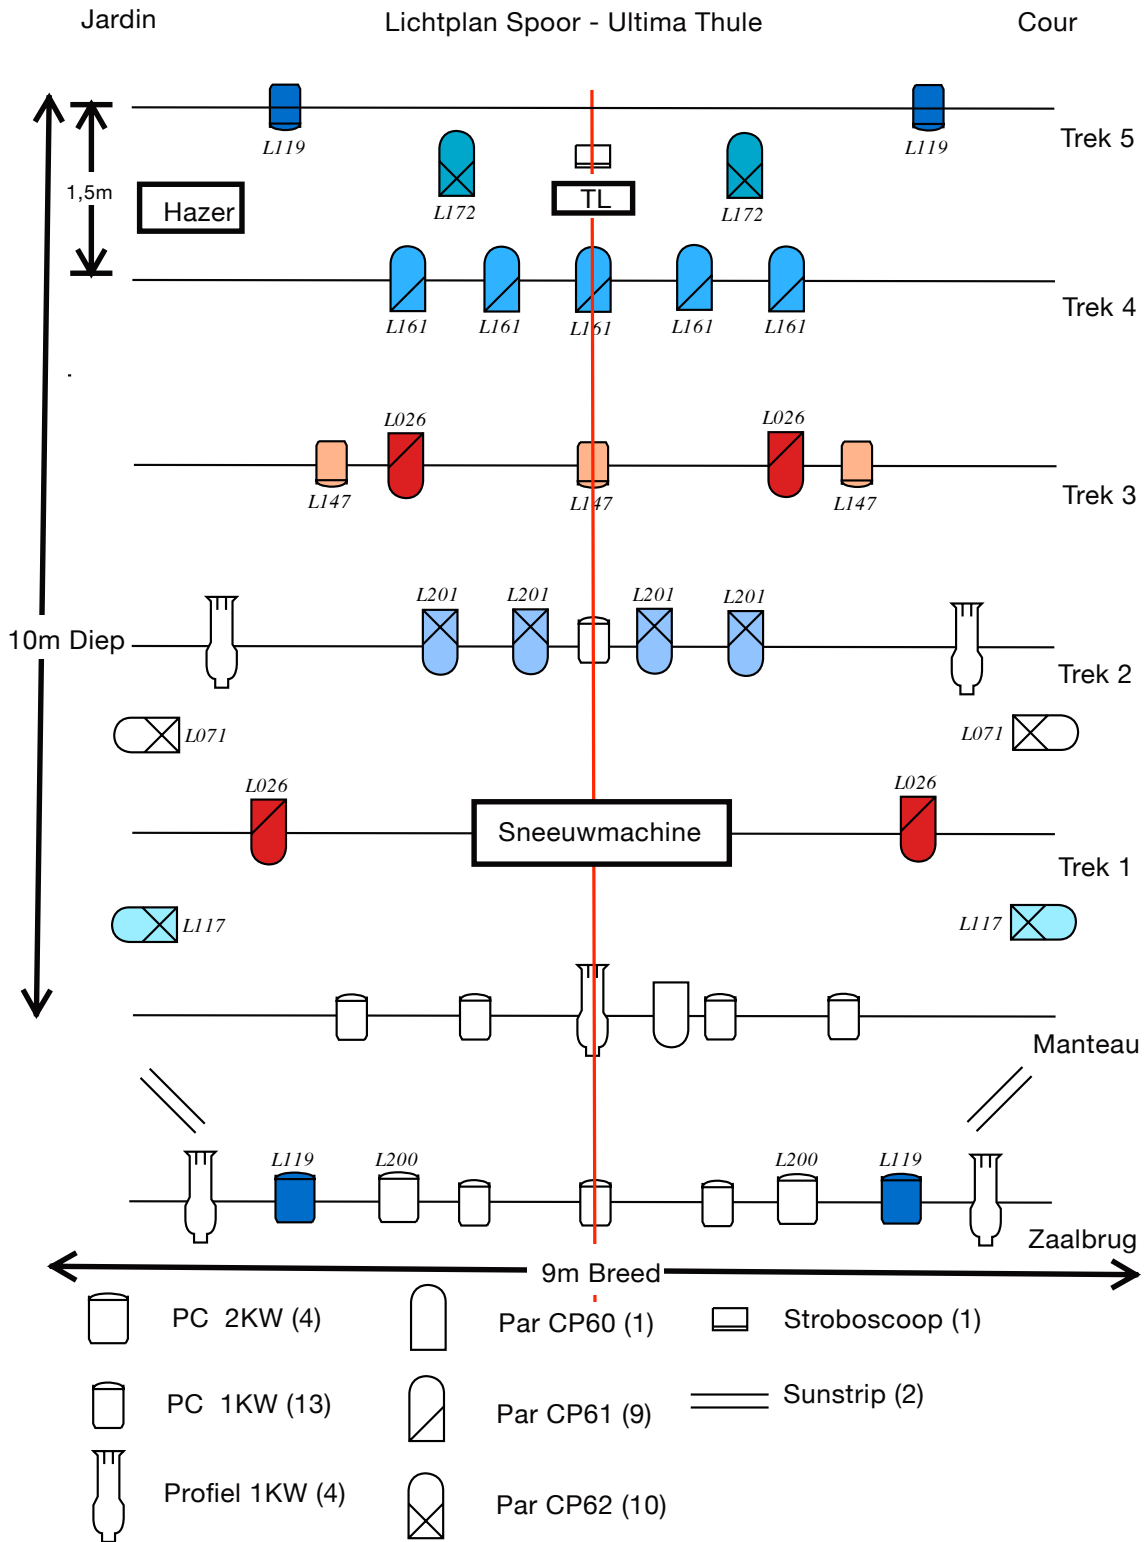 Jardin Lichtplan Spoor - Ultima Thule Cour
L119 L119
Trek 5
1,5m
Hazer
L172 TL L172
Trek 4
L161 L161 L161 L161 L161
L026 L026
L147 L147 L147
Trek 3
L201 L201 L201 L201
10m Diep
Trek 2
L071 L071
L026 L026
Sneeuwmachine
Trek 1
L117 L117
Manteau
L119 L200 L200 L119
Zaalbrug
9m Breed
PC 2KW (4) Par CP60 (1) Stroboscoop (1)
PC 1KW (13) Par CP61 (9) Sunstrip (2)
Profiel 1KW (4) Par CP62 (10)